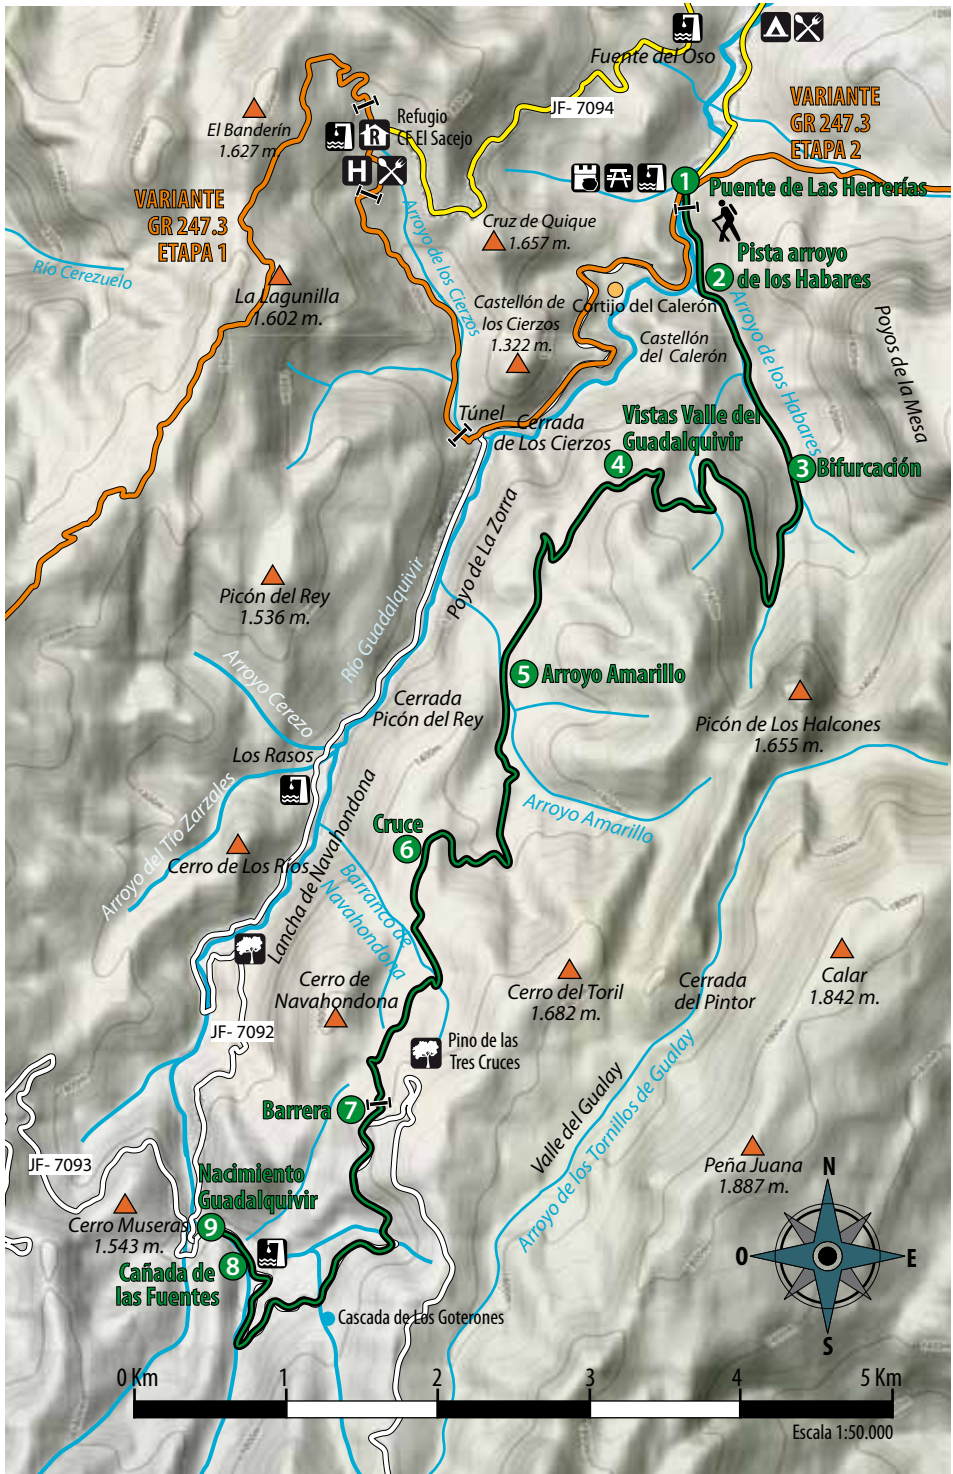 Fuente del Oso
JF- 7094
VARIANTE
GR 247.3
ETAPA 2
El Banderín
1.627 m.
Refugio
CF El Sacejo
R
H
1
Puente de Las Herrerías
VARIANTE
GR 247.3
ETAPA 1
Cruz de Quique
1.657 m.
Arroyo de los Cierzos
2
Pista arroyo
de los Habares
Río Cerezuelo
La Lagunilla
1.602 m.
Castellón de
los Cierzos
1.322 m.
Cortijo del Calerón
Castellón
del Calerón
Arroyo de los Habares
Poyos de la Mesa
Túnel
Cerrada
de Los Cierzos
Vistas Valle del
Guadalquivir
4
3
Bifurcación
Poyo de La Zorra
Picón del Rey
1.536 m.
Río Guadalquivir
Arroyo Cerezo
5
Arroyo Amarillo
Cerrada
Picón del Rey
Picón de Los Halcones
1.655 m.
Los Rasos
Arroyo del Tío Zarzales
Arroyo Amarillo
Cruce
6
Cerro de Los Ríos
Lancha de Navahondona
Barranco de
Navahondona
Cerro de
Navahondona
Cerro del Toril
1.682 m.
Cerrada
del Pintor
Calar
1.842 m.
JF- 7092
Pino de las
Tres Cruces
Barrera
7
Valle del Gualay
Arroyo de los Tornillos de Gualay
JF- 7093
Peña Juana
1.887 m.
Nacimiento
Guadalquivir
9
Cerro Museras
1.543 m.
8
Cañada de
las Fuentes
Cascada de Los Goterones
N
O
E
S
0 Km
1
2
3
4
5 Km
Escala 1:50.000